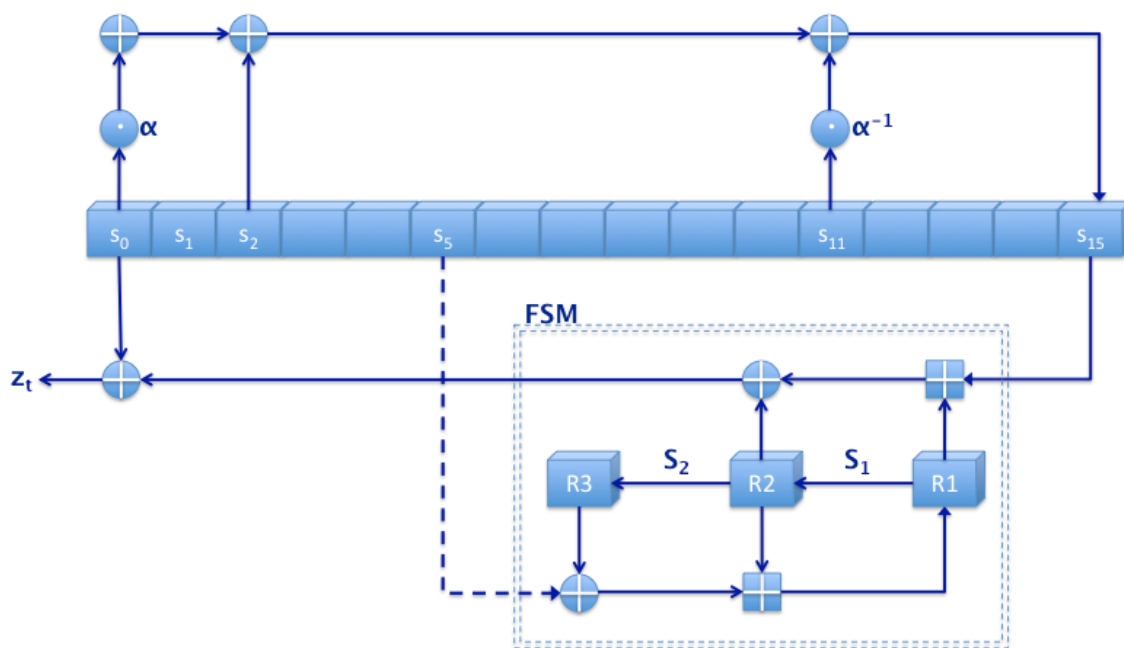 α α⁻¹
s₀ s₁ s₂ s₅ s₁₁ s₁₅
FSM
zₜ
S₂ S₁
R3 R2 R1